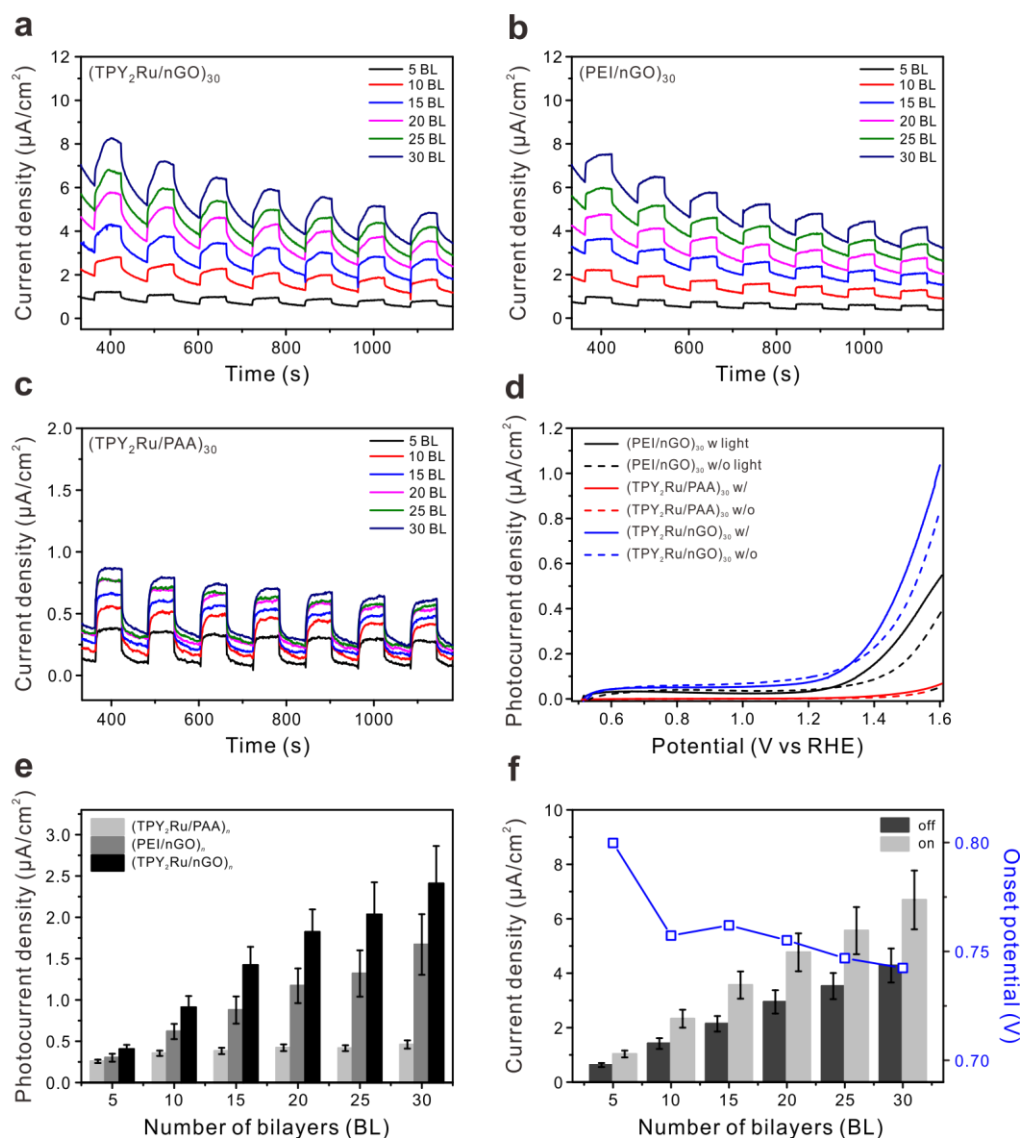 a
(TPY₂Ru/nGO)₃₀
5 BL
10 BL
15 BL
20 BL
25 BL
30 BL
Current density (µA/cm²)
12
10
8
6
4
2
0
400 600 800 1000
Time (s)
b
(PEI/nGO)₃₀
5 BL
10 BL
15 BL
20 BL
25 BL
30 BL
Current density (µA/cm²)
12
10
8
6
4
2
0
400 600 800 1000
Time (s)
c
(TPY₂Ru/PAA)₃₀
5 BL
10 BL
15 BL
20 BL
25 BL
30 BL
Current density (µA/cm²)
2.0
1.5
1.0
0.5
0.0
400 600 800 1000
Time (s)
d
(PEI/nGO)₃₀ w light
(PEI/nGO)₃₀ w/o light
(TPY₂Ru/PAA)₃₀ w/
(TPY₂Ru/PAA)₃₀ w/o
(TPY₂Ru/nGO)₃₀ w/
(TPY₂Ru/nGO)₃₀ w/o
Photocurrent density (µA/cm²)
1.2
1.0
0.8
0.6
0.4
0.2
0.0
0.6 0.8 1.0 1.2 1.4 1.6
Potential (V vs RHE)
e
(TPY₂Ru/PAA)ₙ
(PEI/nGO)ₙ
(TPY₂Ru/nGO)ₙ
Photocurrent density (µA/cm²)
3.0
2.5
2.0
1.5
1.0
0.5
0.0
5 10 15 20 25 30
Number of bilayers (BL)
f
off
on
Current density (µA/cm²)
10
8
6
4
2
0
0.80
0.75
0.70
Onset potential (V)
5 10 15 20 25 30
Number of bilayers (BL)